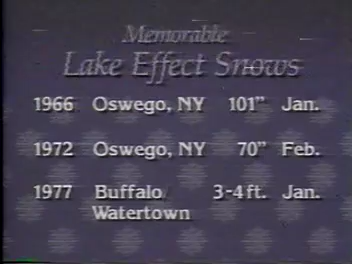 Memorable
Lake Effect Snows
1966 Oswego, NY 101" Jan.
1972 Oswego, NY 70" Feb.
1977 Buffalo 3-4 ft. Jan.
Watertown